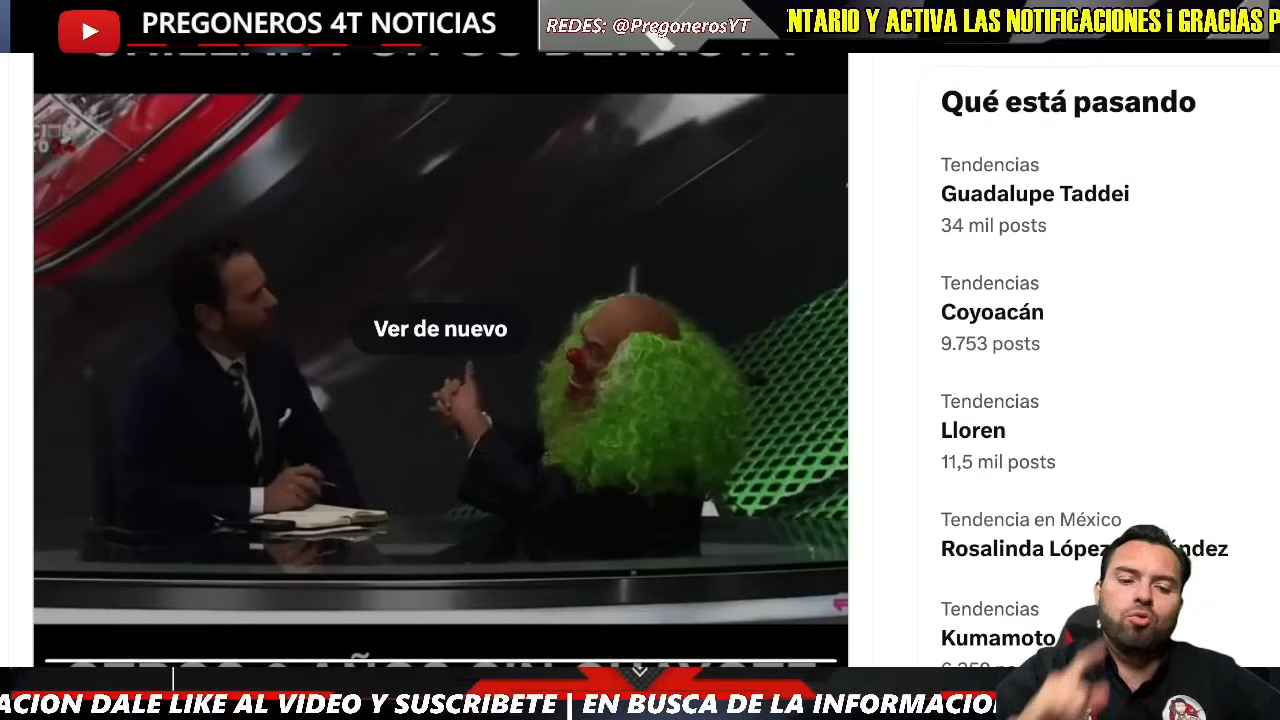 PREGONEROS 4T NOTICIAS
REDES: @PregonerosYT
NTARIO Y ACTIVA LAS NOTIFICACIONES ¡ GRACIAS P
Qué está pasando
Tendencias
Guadalupe Taddei
34 mil posts
Tendencias
Coyoacán
9.753 posts
Tendencias
Lloren
11,5 mil posts
Tendencia en México
Rosalinda López ndez
Tendencias
Kumamoto
Ver de nuevo
ACION DALE LIKE AL VIDEO Y SUSCRIBETE | EN BUSCA DE LA INFORMACIO